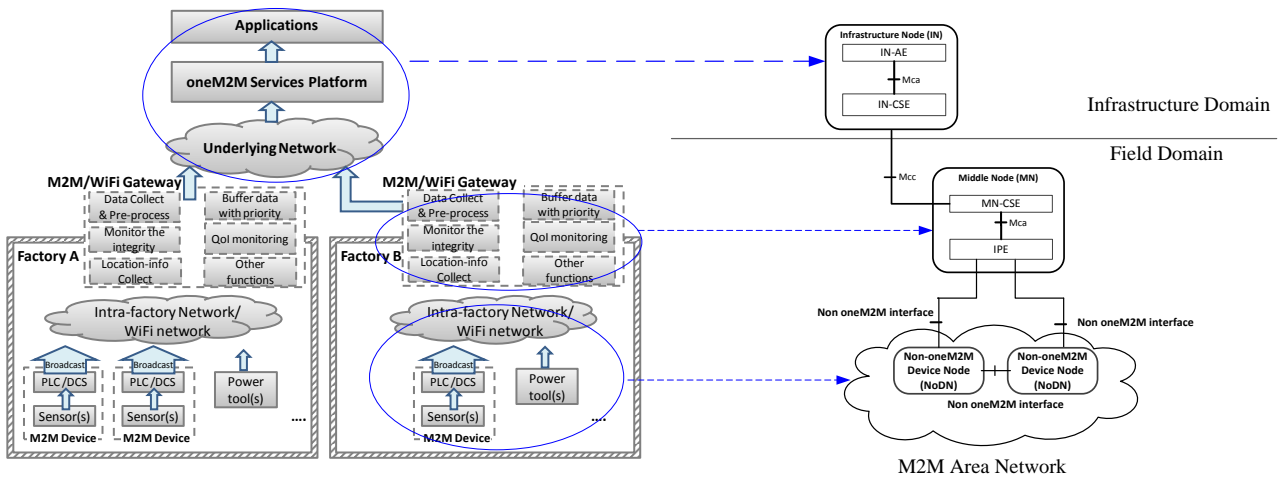 Applications
oneM2M Services Platform
Underlying Network
M2M/WiFi Gateway
Data Collect
& Pre-process
Buffer data
with priority
Monitor the
integrity
QoI monitoring
Location-info
Collect
Other
functions
Factory A
Intra-factory Network/
WiFi network
Broadcast
PLC/DCS
Sensor(s)
M2M Device
Broadcast
PLC/DCS
Sensor(s)
M2M Device
Power
tool(s)
....
M2M/WiFi Gateway
Data Collect
& Pre-process
Buffer data
with priority
Monitor the
integrity
QoI monitoring
Location-info
Collect
Other
functions
Factory B
Intra-factory Network/
WiFi network
Broadcast
PLC/DCS
Sensor(s)
M2M Device
Power
tool(s)
....
Infrastructure Node (IN)
IN-AE
Mca
IN-CSE
Infrastructure Domain
Field Domain
Mcc
Middle Node (MN)
MN-CSE
Mca
IPE
Non oneM2M interface
Non oneM2M interface
Non-oneM2M
Device Node
(NoDN)
Non-oneM2M
Device Node
(NoDN)
Non oneM2M interface
M2M Area Network